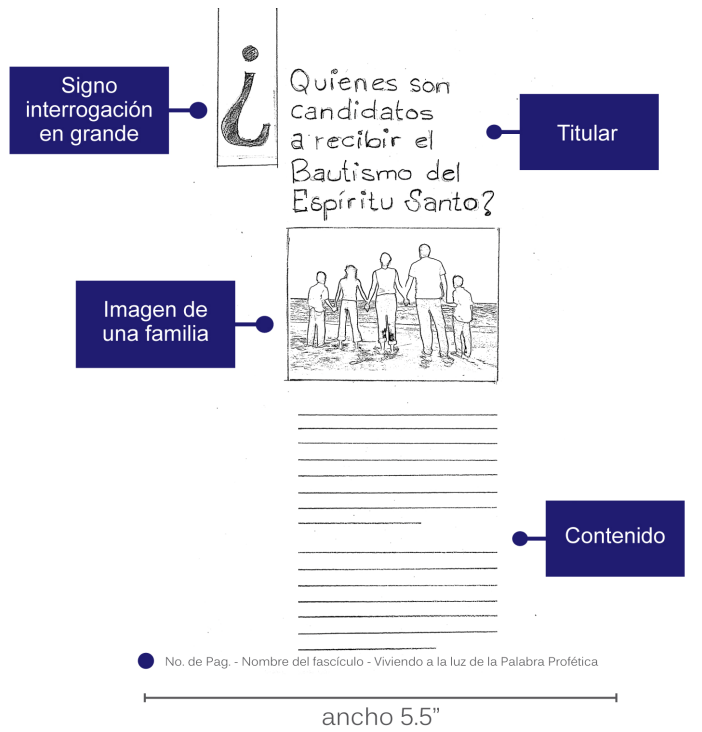 Signo
interrogación
en grande
¿
Quienes son
candidatos
a recibir el
Bautismo del
Espíritu Santo?
Titular
Imagen de
una familia
Contenido
No. de Pag. - Nombre del fascículo - Viviendo a la luz de la Palabra Profética
ancho 5.5”